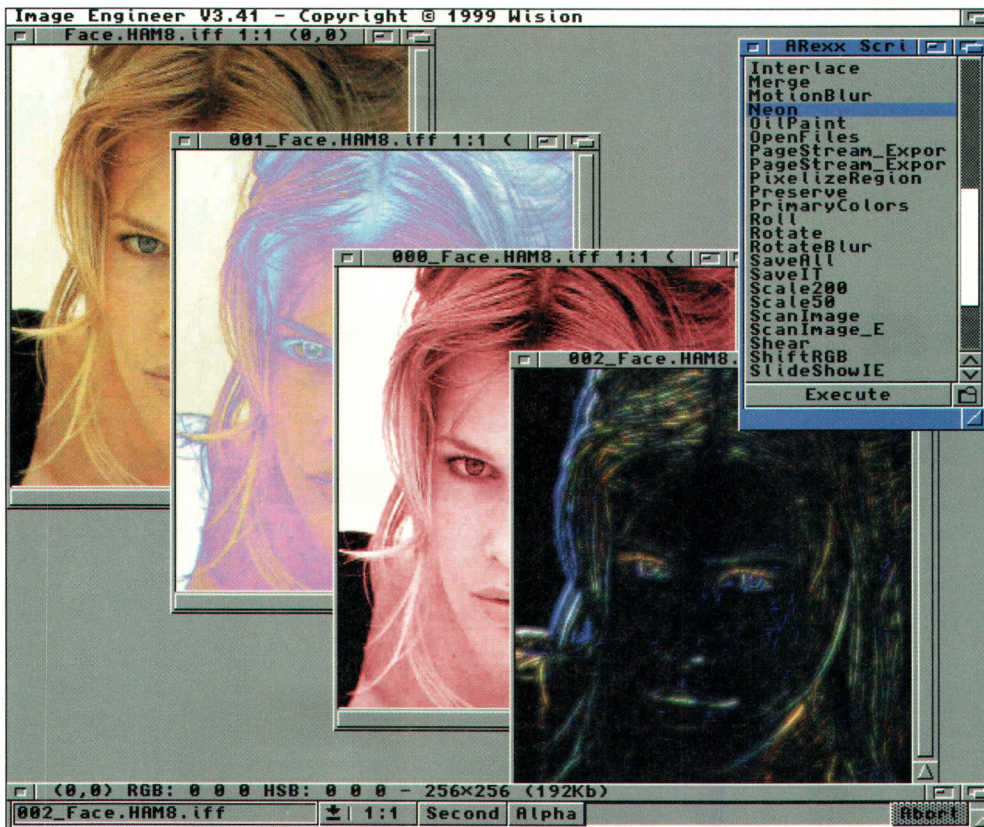 Image Engineer V3.41 - Copyright © 1999 Wision
Face.HAM8.iff 1:1 (0,0)
001_Face.HAM8.iff 1:1 (
000_Face.HAM8.iff 1:1 (
002_Face.HAM8.
ARexx Scri
Interlace
Merge
MotionBlur
Neon
OilPaint
OpenFiles
PageStream_Expor
PageStream_Expor
PixelizeRegion
Preserve
PrimaryColors
Roll
Rotate
RotateBlur
SaveAll
SaveIT
Scale200
Scale50
ScanImage
ScanImage_E
Shear
ShiftRGB
SlideShowIE
Execute
(0,0) RGB: 0 0 0 HSB: 0 0 0 - 256×256 (192Kb)
002_Face.HAM8.iff 1:1 Second Alpha Abort